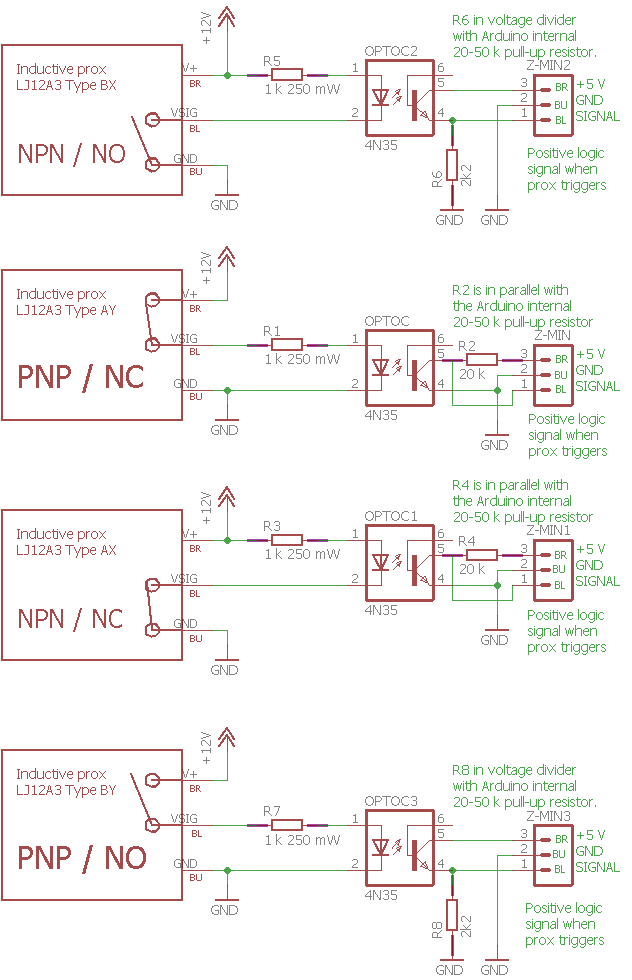 R6 in voltage divider
with Arduino internal
20-50 k pull-up resistor.
+12V
Inductive prox
LJ12A3 Type BX
NPN / NO
V+
BR
VSIG
BL
GND
BU
GND
R5
1 k 250 mW
OPTOC2
1
2
6
5
4
4N35
R6
2k2
GND
GND
Z-MIN2
3
2
1
BR
BU
BL
+5 V
GND
SIGNAL
Positive logic
signal when
prox triggers
R2 is in parallel with
the Arduino internal
20-50 k pull-up resistor
+12V
Inductive prox
LJ12A3 Type AY
PNP / NC
V+
BR
VSIG
BL
GND
BU
GND
R1
1 k 250 mW
OPTOC
1
2
6
5
4
4N35
R2
20 k
GND
Z-MIN
3
2
1
BR
BU
BL
+5 V
GND
SIGNAL
Positive logic
signal when
prox triggers
R4 is in parallel with
the Arduino internal
20-50 k pull-up resistor
+12V
Inductive prox
LJ12A3 Type AX
NPN / NC
V+
BR
VSIG
BL
GND
BU
GND
R3
1 k 250 mW
OPTOC1
1
2
6
5
4
4N35
R4
20 k
GND
Z-MIN1
3
2
1
BR
BU
BL
+5 V
GND
SIGNAL
Positive logic
signal when
prox triggers
R8 in voltage divider
with Arduino internal
20-50 k pull-up resistor.
+12V
Inductive prox
LJ12A3 Type BY
PNP / NO
V+
BR
VSIG
BL
GND
BU
GND
R7
1 k 250 mW
OPTOC3
1
2
6
5
4
4N35
R8
2k2
GND
GND
Z-MIN3
3
2
1
BR
BU
BL
+5 V
GND
SIGNAL
Positive logic
signal when
prox triggers